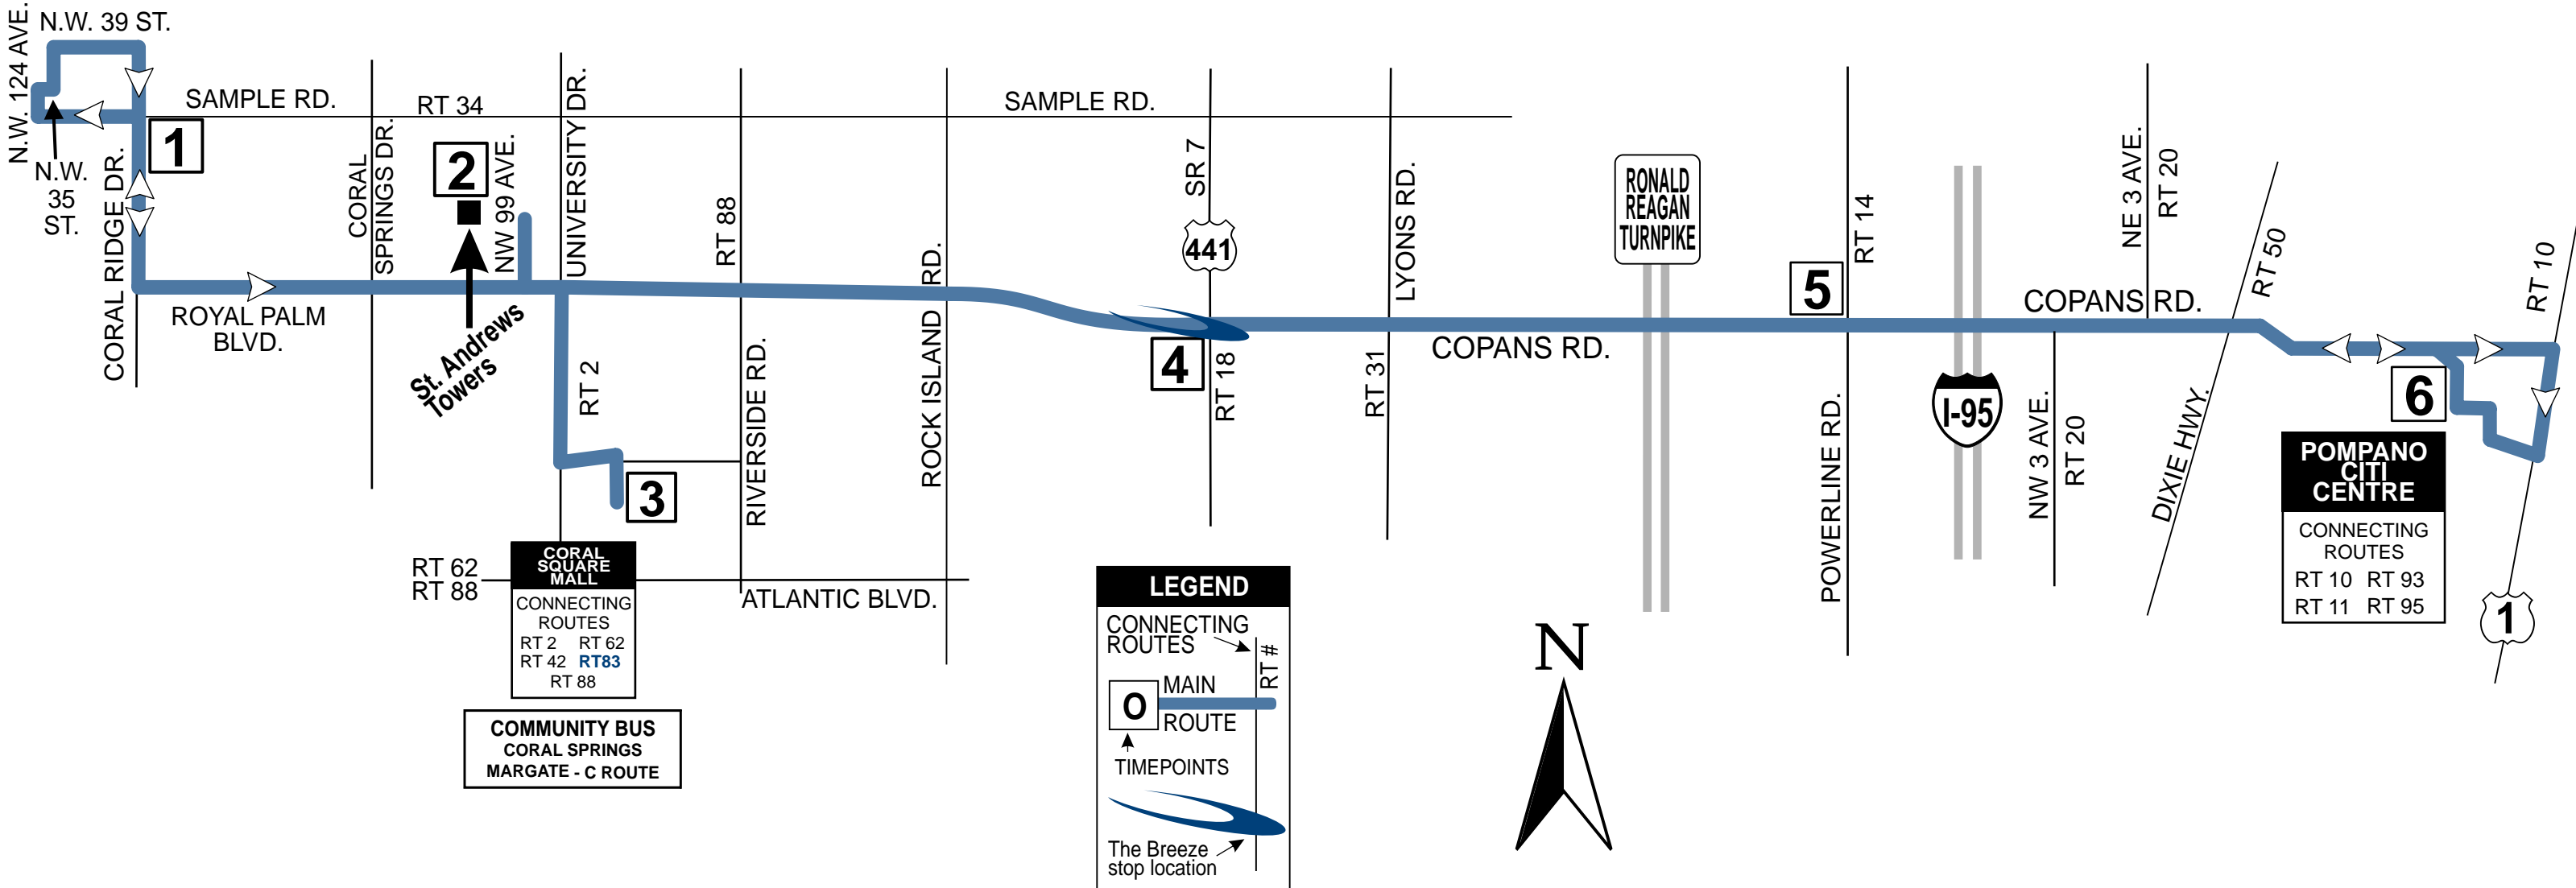 N.W. 39 ST.
N.W. 124 AVE.
SAMPLE RD.
RT 34
SAMPLE RD.
1
N.W.
35
ST.
CORAL RIDGE DR.
ROYAL PALM
BLVD.
CORAL
SPRINGS DR.
2
NW 99 AVE.
St. Andrews
Towers
UNIVERSITY DR.
RT 2
3
RT 88
RIVERSIDE RD.
ROCK ISLAND RD.
SR 7
441
4
RT 18
LYONS RD.
RT 31
COPANS RD.
RONALD
REAGAN
TURNPIKE
5
RT 14
POWERLINE RD.
I-95
COPANS RD.
NE 3 AVE.
RT 20
NW 3 AVE.
RT 20
RT 50
DIXIE HWY.
RT 10
6
POMPANO
CITI
CENTRE
CONNECTING
ROUTES
RT 10 RT 93
RT 11 RT 95
1
RT 62
RT 88
ATLANTIC BLVD.
CORAL
SQUARE
MALL
CONNECTING
ROUTES
RT 2 RT 62
RT 42 RT83
RT 88
COMMUNITY BUS
CORAL SPRINGS
MARGATE - C ROUTE
LEGEND
CONNECTING
ROUTES
RT #
O
MAIN
ROUTE
TIMEPOINTS
The Breeze
stop location
N